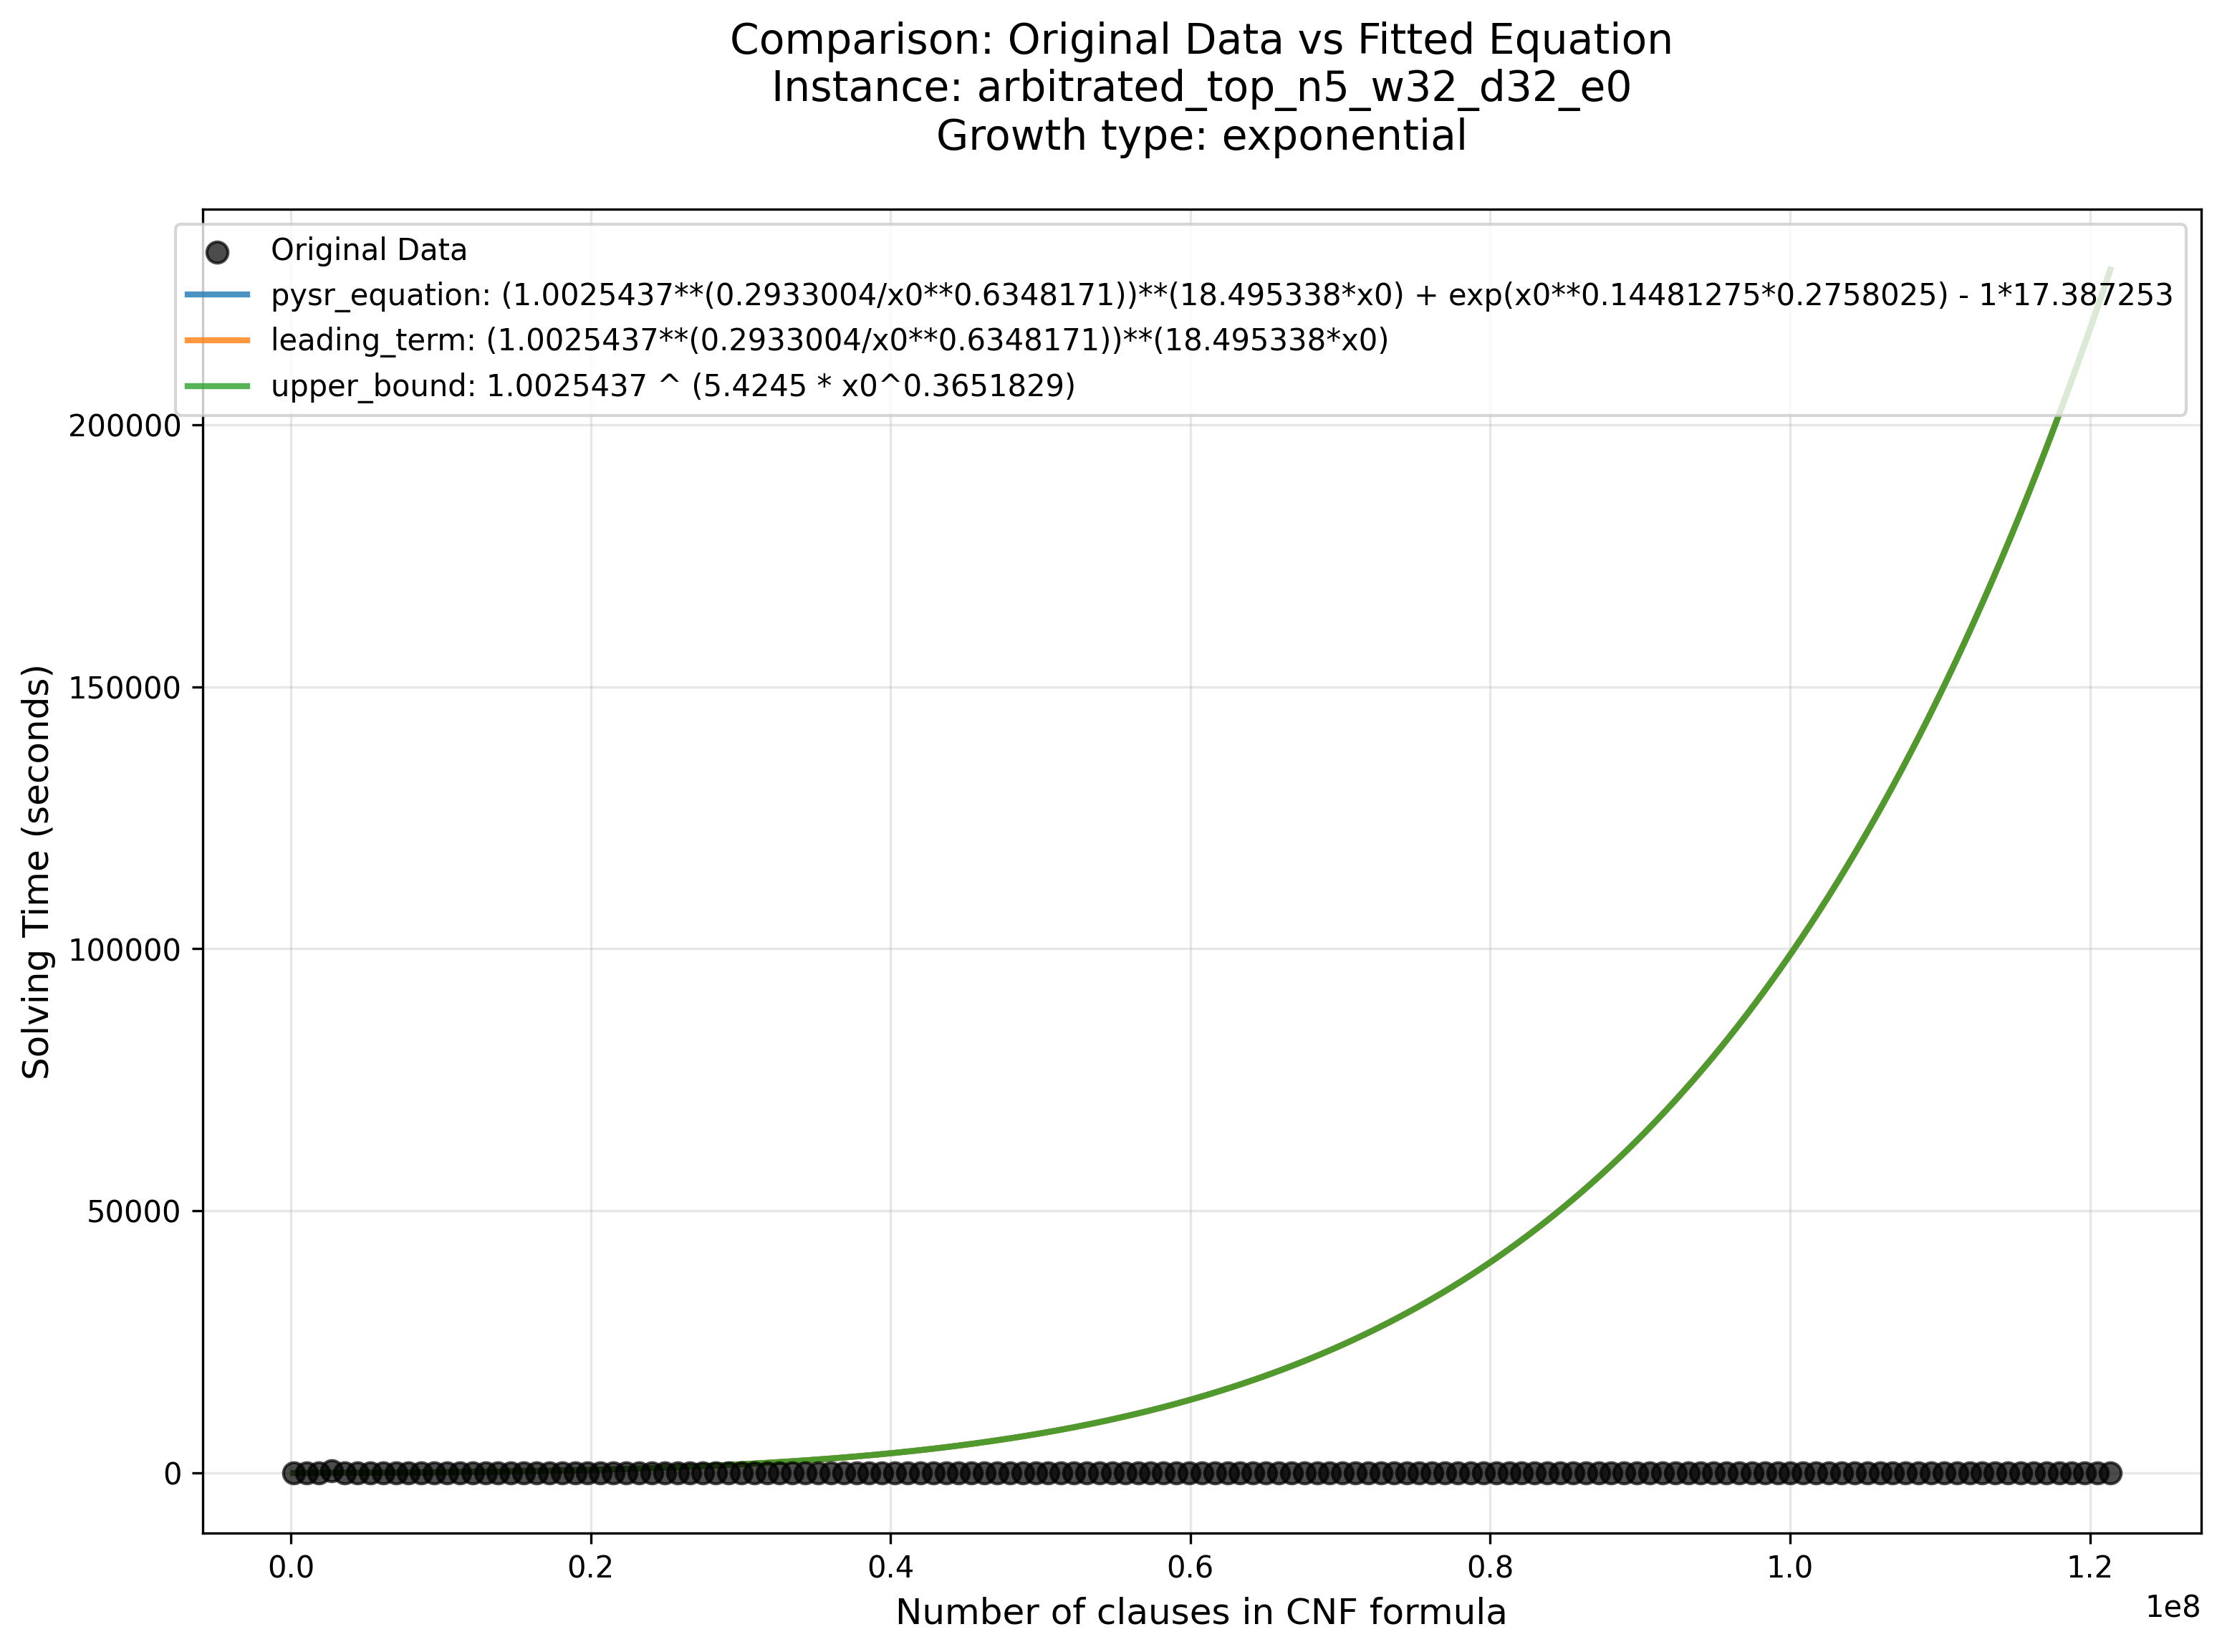 Comparison: Original Data vs Fitted Equation
Instance: arbitrated_top_n5_w32_d32_e0
Growth type: exponential
Original Data
pysr_equation: (1.0025437**(0.2933004/x0**0.6348171))**(18.495338*x0) + exp(x0**0.14481275*0.2758025) - 1*17.387253
leading_term: (1.0025437**(0.2933004/x0**0.6348171))**(18.495338*x0)
upper_bound: 1.0025437 ^ (5.4245 * x0^0.3651829)
Solving Time (seconds)
200000
150000
100000
50000
0
0.0 0.2 0.4 0.6 0.8 1.0 1.2
1e8
Number of clauses in CNF formula